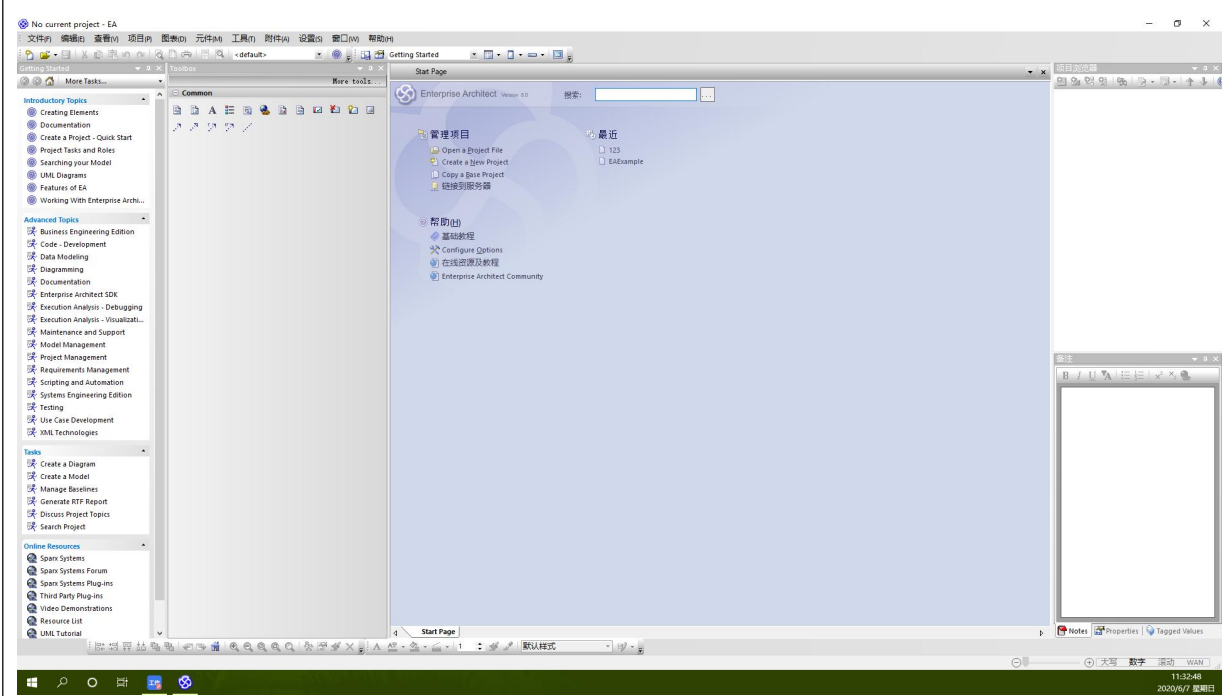 No current project - EA
文件(F) 编辑(E) 查看(V) 项目(P) 图表(D) 元件(M) 工具(T) 附件(A) 设置(S) 窗口(W) 帮助(H)
<default> Getting Started
Getting Started
More Tasks...
Introductory Topics
Creating Elements
Documentation
Create a Project - Quick Start
Project Tasks and Roles
Searching your Model
UML Diagrams
Features of EA
Working With Enterprise Archi...
Advanced Topics
Business Engineering Edition
Code - Development
Data Modeling
Diagramming
Documentation
Enterprise Architect SDK
Execution Analysis - Debugging
Execution Analysis - Visualizati...
Maintenance and Support
Model Management
Project Management
Requirements Management
Scripting and Automation
Systems Engineering Edition
Testing
Use Case Development
XML Technologies
Tasks
Create a Diagram
Create a Model
Manage Baselines
Generate RTF Report
Discuss Project Topics
Search Project
Online Resources
Sparx Systems
Sparx Systems Forum
Sparx Systems Plug-ins
Third Party Plug-ins
Video Demonstrations
Resource List
UML Tutorial
Toolbox
More tools...
Common
Start Page
Enterprise Architect Version 8.0 搜索: ...
管理项目
Open a Project File
Create a New Project
Copy a Base Project
链接到服务器
最近
123
EAExample
帮助(H)
基础教程
Configure Options
在线资源及教程
Enterprise Architect Community
Start Page
项目浏览器
备注
B I U
Notes Properties Tagged Values
1 默认样式
大写 数字 滚动 WAN
11:32:48
2020/6/7 星期日